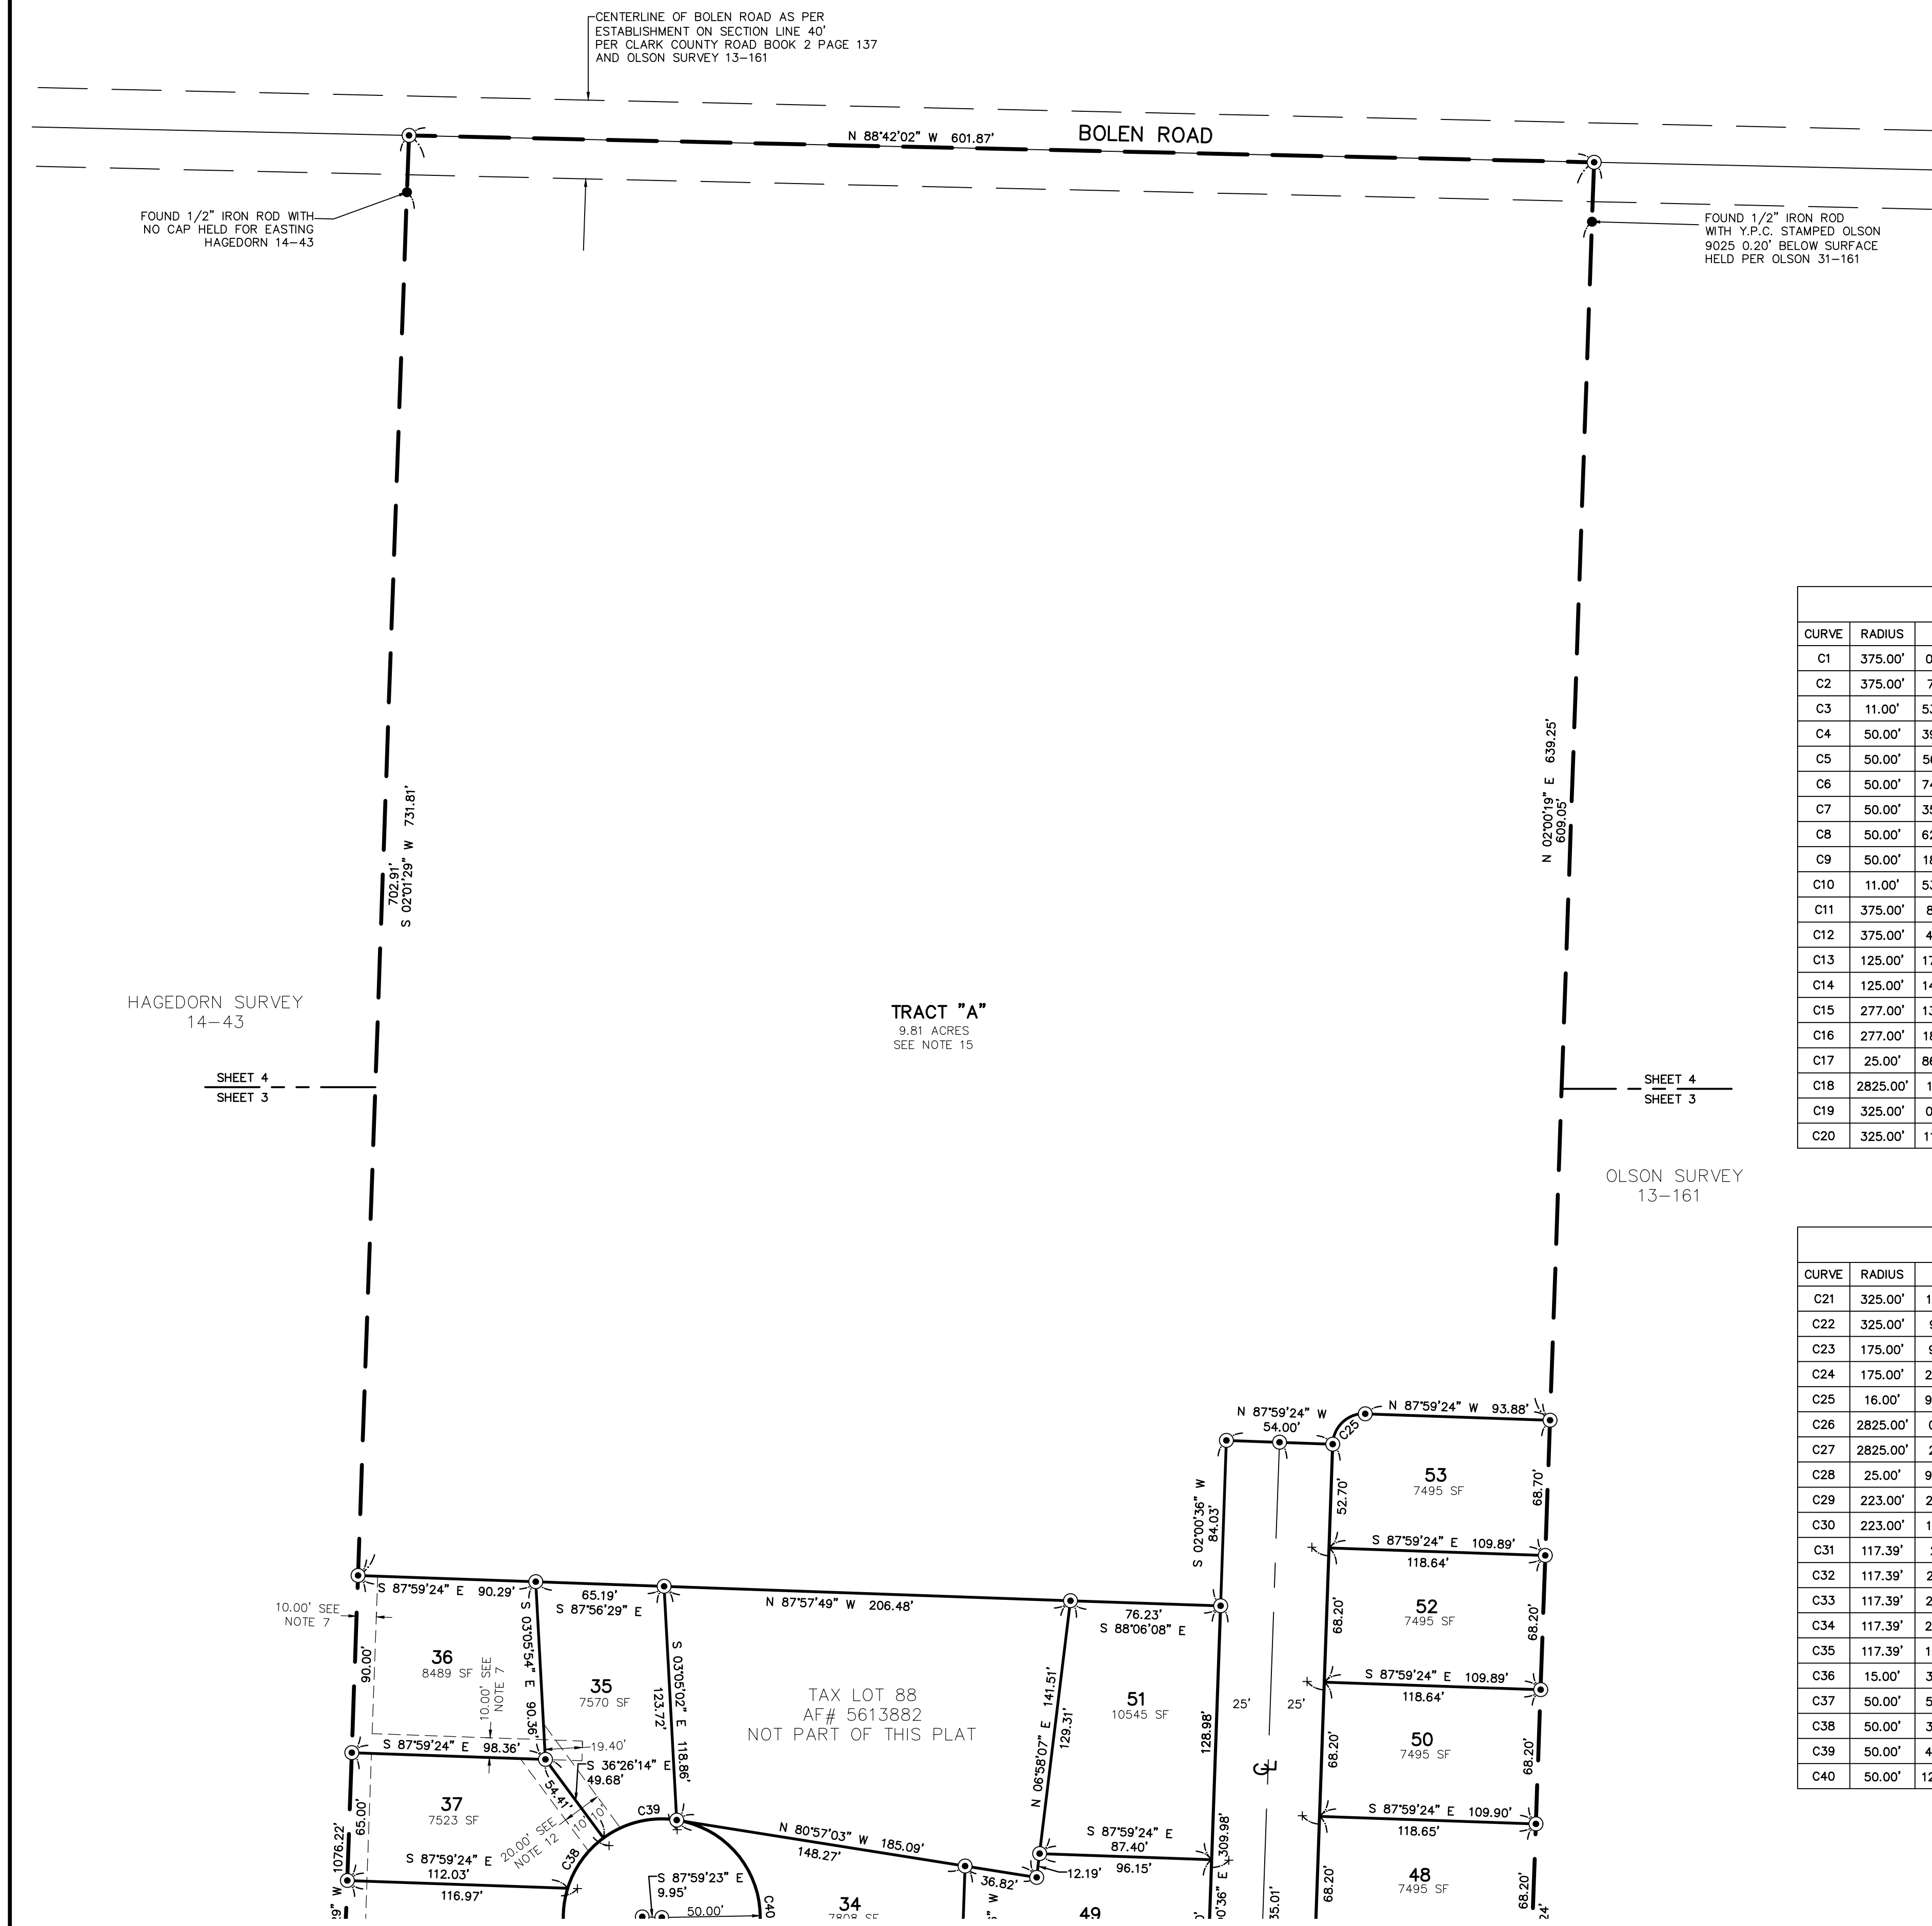 CENTERLINE OF BOLEN ROAD AS PER
ESTABLISHMENT ON SECTION LINE 40'
PER CLARK COUNTY ROAD BOOK 2 PAGE 137
AND OLSON SURVEY 13-161
N 88°42'02" W 601.87'
BOLEN ROAD
FOUND 1/2" IRON ROD WITH
NO CAP HELD FOR EASTING
HAGEDORN 14-43
FOUND 1/2" IRON ROD
WITH Y.P.C. STAMPED OLSON
9025 0.20' BELOW SURFACE
HELD PER OLSON 31-161
702.91'
S 02°01'29" W 731.81'
N 02°00'19" E 639.25'
609.05'
HAGEDORN SURVEY
14-43
TRACT "A"
9.81 ACRES
SEE NOTE 15
SHEET 4
SHEET 3
SHEET 4
SHEET 3
OLSON SURVEY
13-161
CURVE RADIUS
C1 375.00'
C2 375.00'
C3 11.00'
C4 50.00'
C5 50.00'
C6 50.00'
C7 50.00'
C8 50.00'
C9 50.00'
C10 11.00'
C11 375.00'
C12 375.00'
C13 125.00'
C14 125.00'
C15 277.00'
C16 277.00'
C17 25.00'
C18 2825.00'
C19 325.00'
C20 325.00'
CURVE RADIUS
C21 325.00'
C22 325.00'
C23 175.00'
C24 175.00'
C25 16.00'
C26 2825.00'
C27 2825.00'
C28 25.00'
C29 223.00'
C30 223.00'
C31 117.39'
C32 117.39'
C33 117.39'
C34 117.39'
C35 117.39'
C36 15.00'
C37 50.00'
C38 50.00'
C39 50.00'
C40 50.00'
N 87°59'24" W
54.00'
C25
N 87°59'24" W 93.88'
S 02°00'36" W
84.03'
52.70'
53
7495 SF
68.70'
S 87°59'24" E 109.89'
118.64'
68.20'
52
7495 SF
68.20'
S 87°59'24" E 109.89'
118.64'
25' 25'
68.20'
50
7495 SF
68.20'
S 87°59'24" E 109.90'
118.65'
68.20'
48
7495 SF
68.20'
S 87°59'24" E 90.29'
65.19'
S 87°56'29" E
N 87°57'49" W 206.48'
76.23'
S 88°06'08" E
10.00' SEE
NOTE 7
90.00'
36
8489 SF
10.00' SEE
NOTE 7
S 03°05'54" E 90.36'
35
7570 SF
S 03°05'02" E 118.86'
123.72'
TAX LOT 88
AF# 5613882
NOT PART OF THIS PLAT
N 06°58'07" E 141.51'
129.31'
51
10545 SF
128.98'
S 87°59'24" E 98.36'
19.40'
S 36°26'14" E
49.68'
54.41'
10' 10'
20.00' SEE
NOTE 12
37
7523 SF
65.00'
1076.22'
S 87°59'24" E
112.03'
116.97'
C38
C39
C40
N 80°57'03" W 185.09'
148.27'
36.82'
S 87°59'24" E
87.40'
96.15'
12.19'
309.98'
S 87°59'23" E
9.95'
50.00'
34
7808 SF
49
35.01'